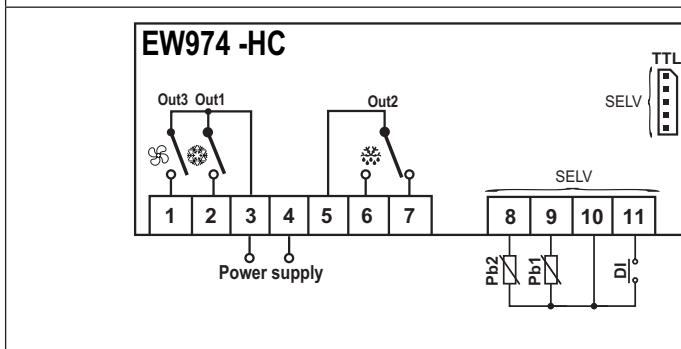 EW974 -HC
TTL
Out3 Out1
Out2
SELV
SELV
1 2 3 4 5 6 7
8 9 10 11
Power supply
Pb2
Pb1
DI